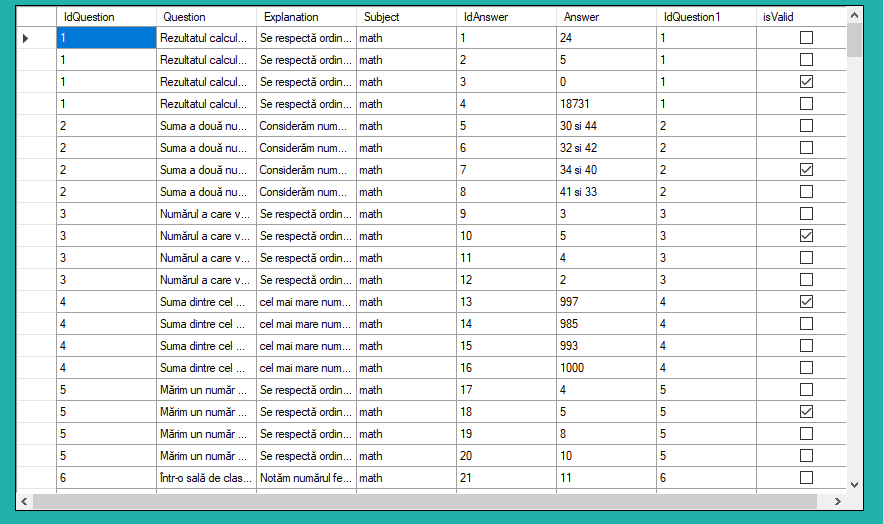 IdQuestion Question Explanation Subject IdAnswer Answer IdQuestion1 isValid
1 Rezultatul calcul... Se respectă ordin... math 1 24 1
1 Rezultatul calcul... Se respectă ordin... math 2 5 1
1 Rezultatul calcul... Se respectă ordin... math 3 0 1
1 Rezultatul calcul... Se respectă ordin... math 4 18731 1
2 Suma a două nu... Considerăm num... math 5 30 si 44 2
2 Suma a două nu... Considerăm num... math 6 32 si 42 2
2 Suma a două nu... Considerăm num... math 7 34 si 40 2
2 Suma a două nu... Considerăm num... math 8 41 si 33 2
3 Numărul a care v... Se respectă ordin... math 9 3 3
3 Numărul a care v... Se respectă ordin... math 10 5 3
3 Numărul a care v... Se respectă ordin... math 11 4 3
3 Numărul a care v... Se respectă ordin... math 12 2 3
4 Suma dintre cel ... cel mai mare num... math 13 997 4
4 Suma dintre cel ... cel mai mare num... math 14 985 4
4 Suma dintre cel ... cel mai mare num... math 15 993 4
4 Suma dintre cel ... cel mai mare num... math 16 1000 4
5 Mărim un număr ... Se respectă ordin... math 17 4 5
5 Mărim un număr ... Se respectă ordin... math 18 5 5
5 Mărim un număr ... Se respectă ordin... math 19 8 5
5 Mărim un număr ... Se respectă ordin... math 20 10 5
6 Într-o sală de clas... Notăm numărul fe... math 21 11 6